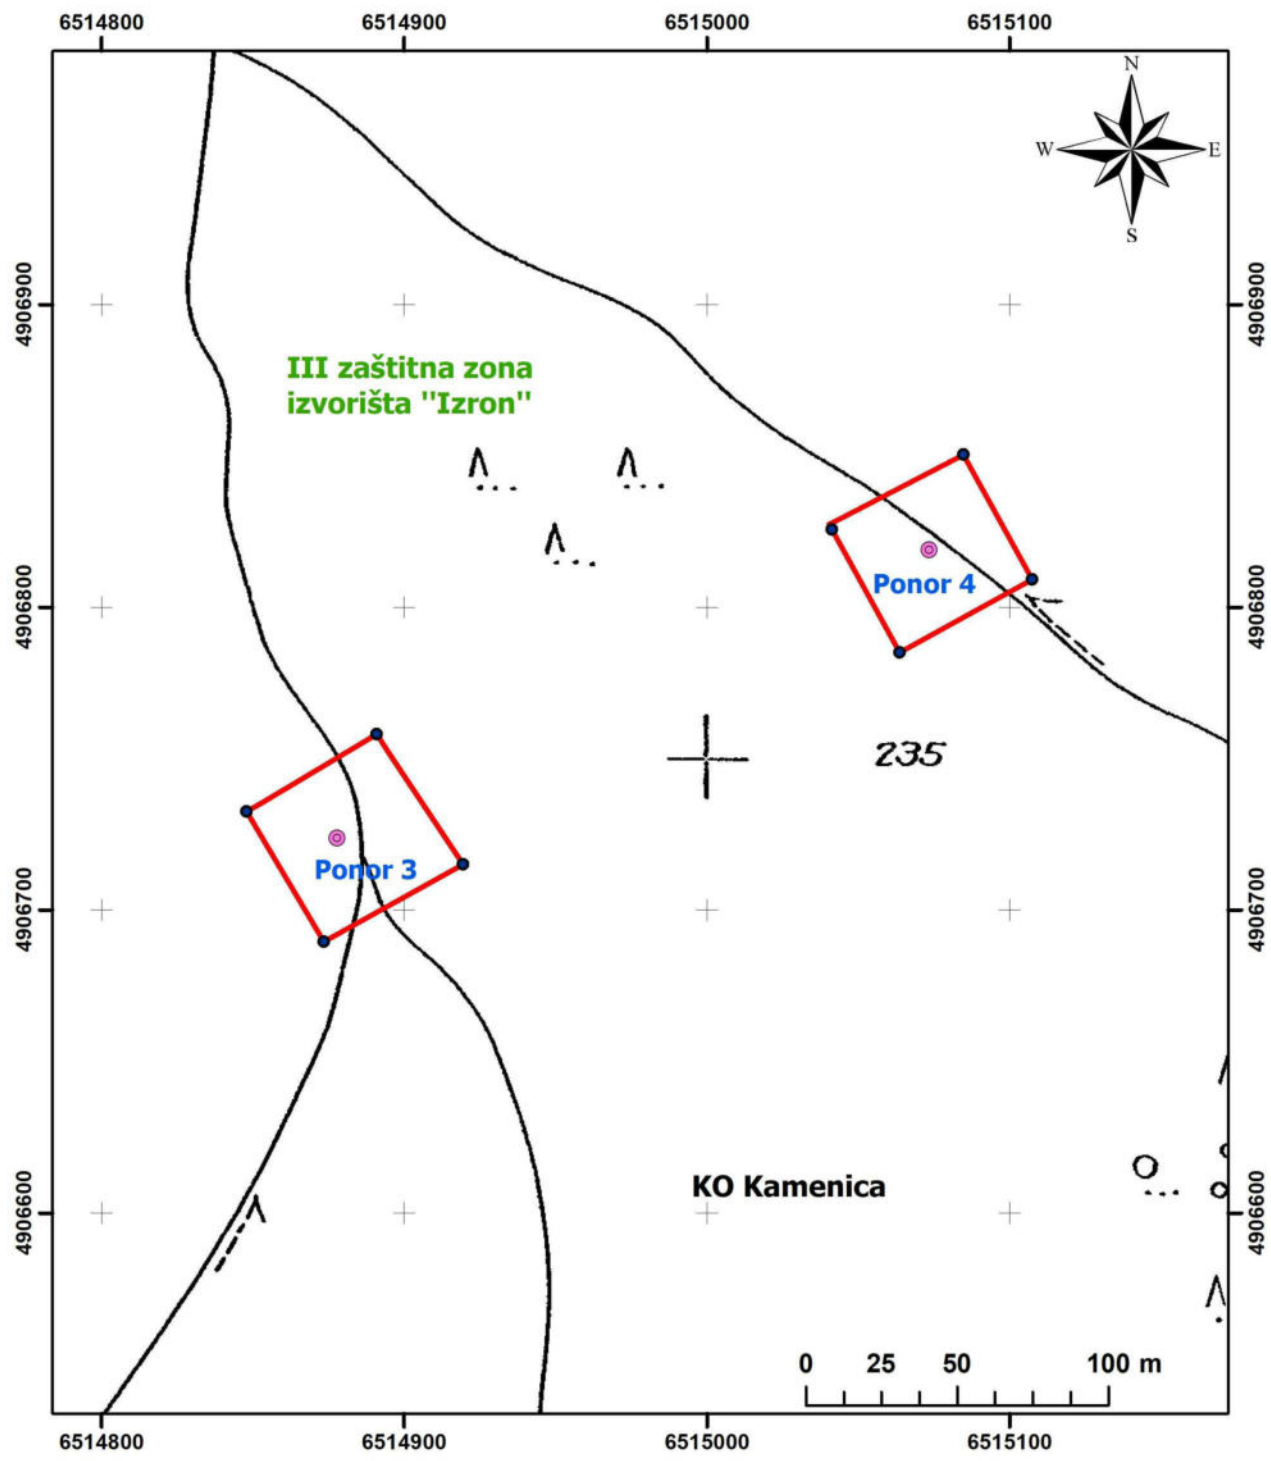 6514800 6514900 6515000 6515100
N
W E
S
4906900 4906900
III zaštitna zona
izvorišta "Izron"
Ponor 4
4906800 4906800
235
Ponor 3
4906700 4906700
KO Kamenica
4906600 4906600
0 25 50 100 m
6514800 6514900 6515000 6515100